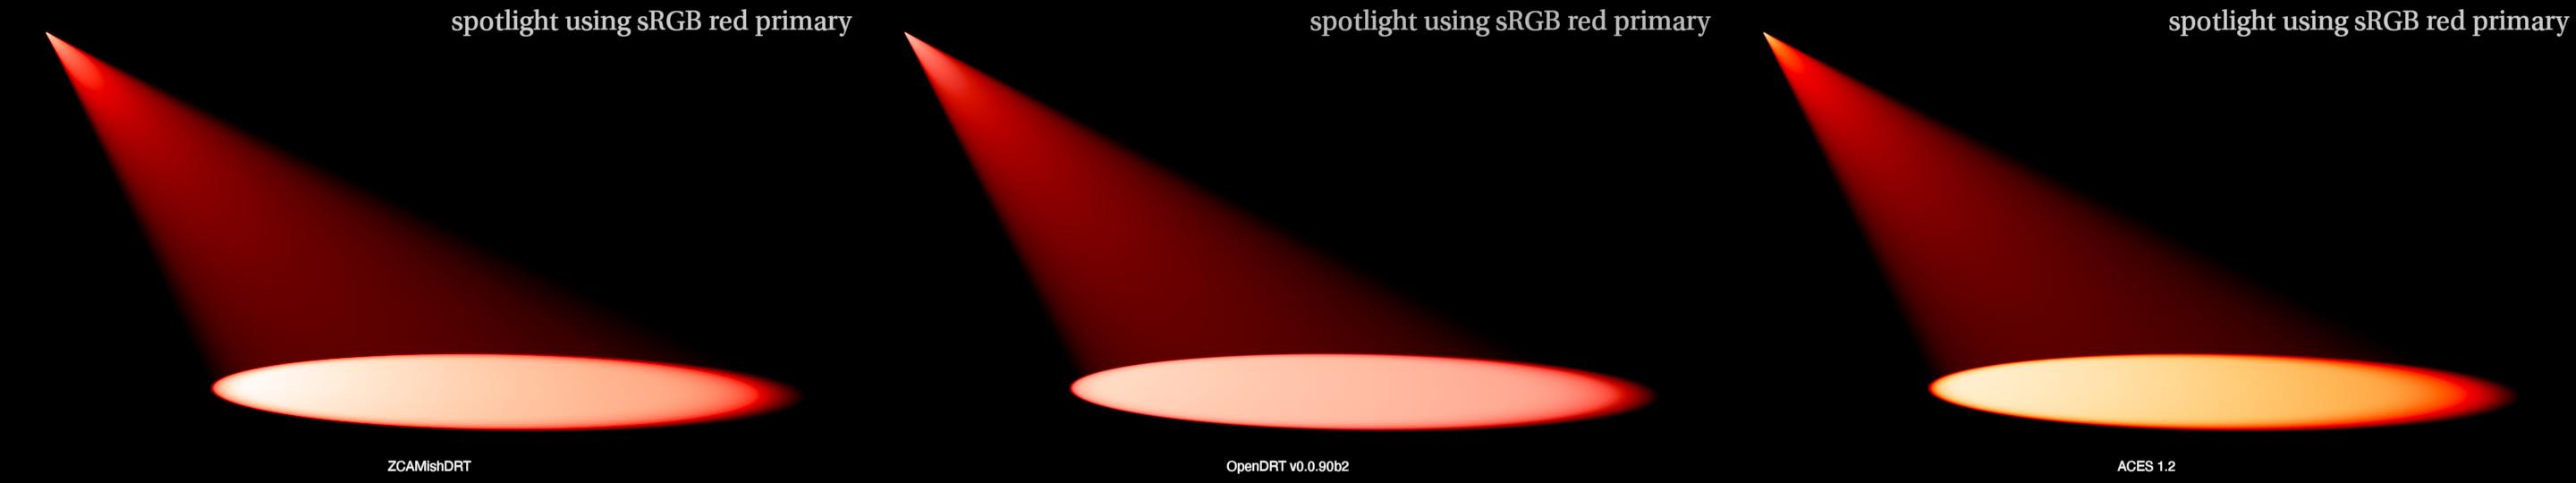 spotlight using sRGB red primary
spotlight using sRGB red primary
spotlight using sRGB red primary
ZCAMishDRT
OpenDRT v0.0.90b2
ACES 1.2